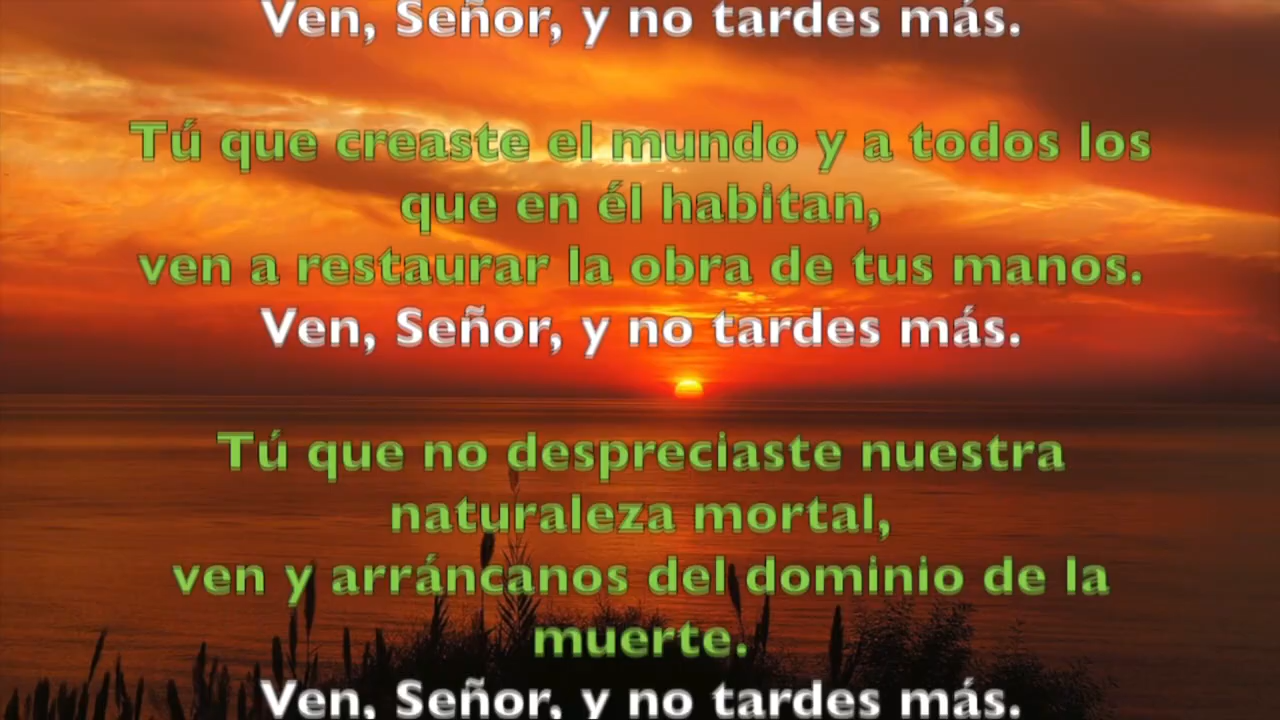 Ven, Señor, y no tardes más.
Tú que creaste el mundo y a todos los
que en él habitan,
ven a restaurar la obra de tus manos.
Ven, Señor, y no tardes más.
Tú que no despreciaste nuestra
naturaleza mortal,
ven y arráncanos del dominio de la
muerte.
Ven, Señor, y no tardes más.